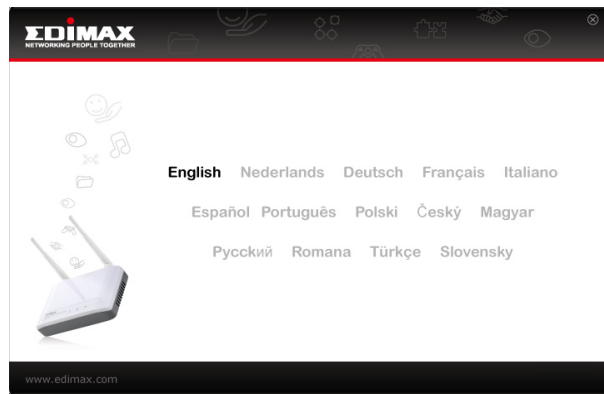 EDIMAX
NETWORKING PEOPLE TOGETHER
English Nederlands Deutsch Français Italiano
Español Português Polski Český Magyar
Русский Romana Türkçe Slovensky
www.edimax.com